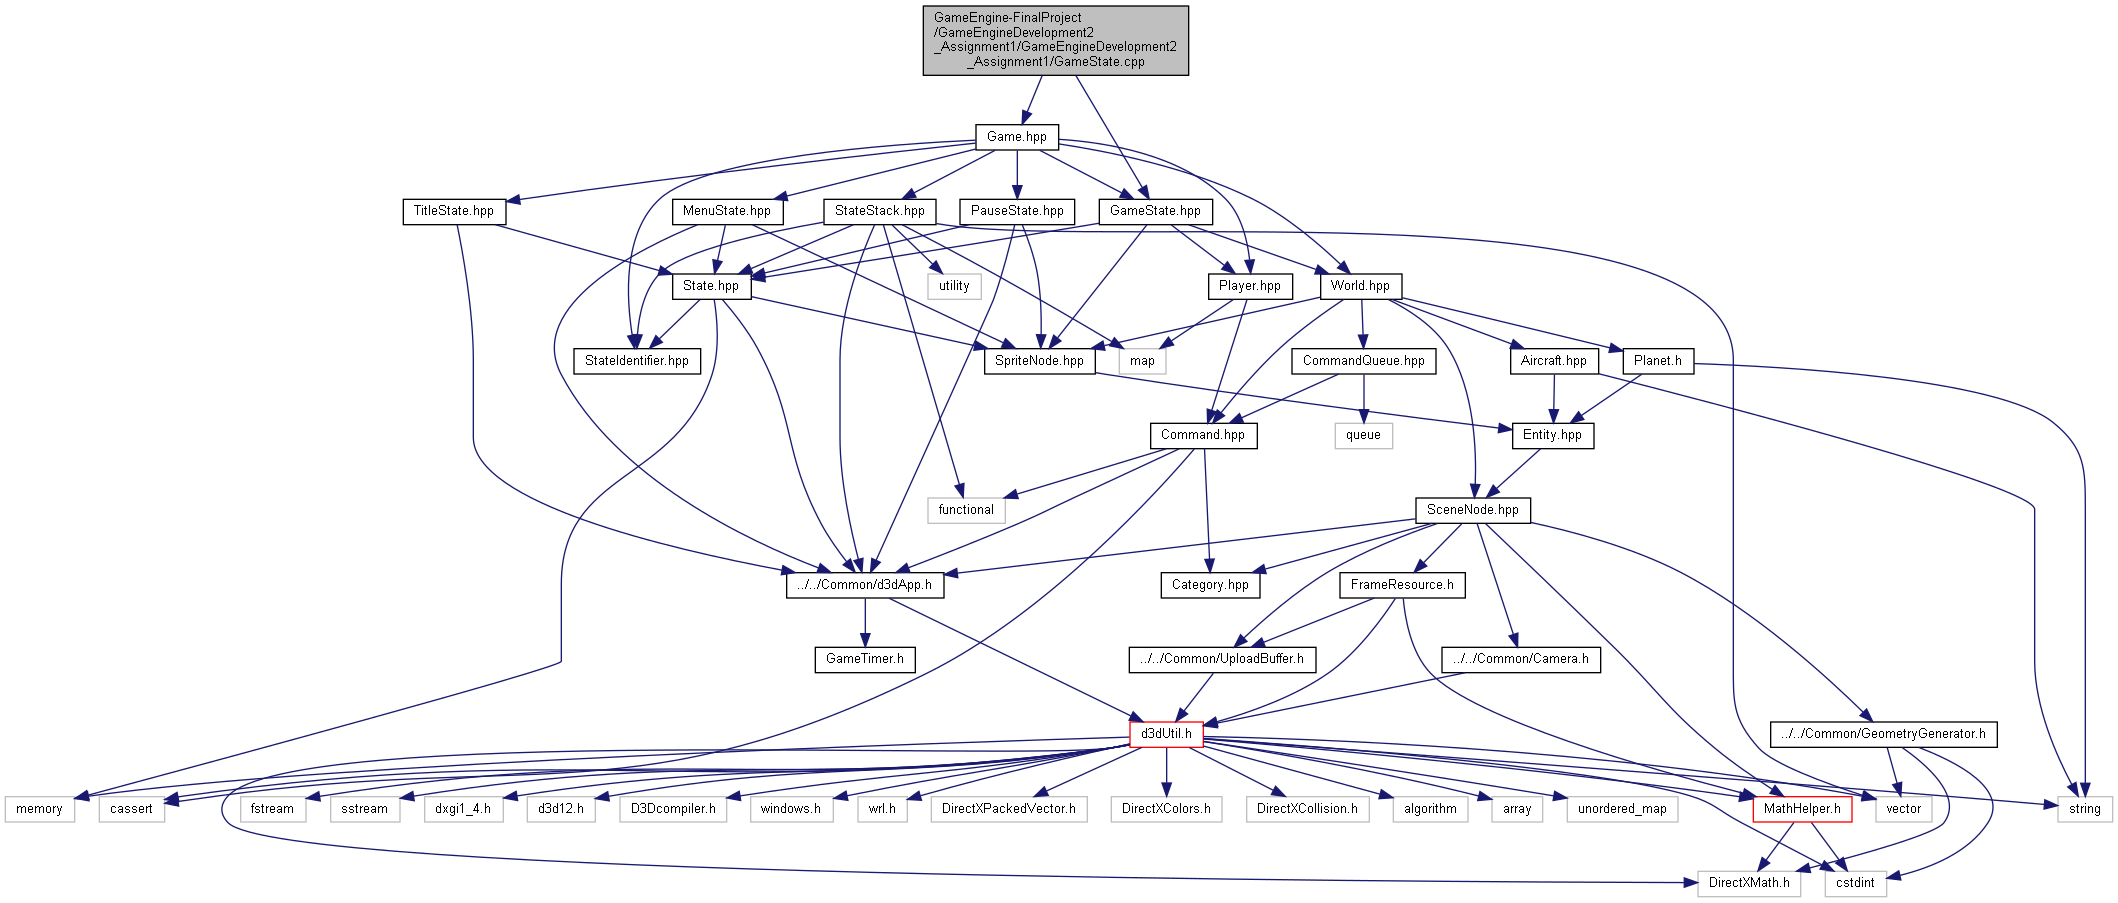 GameEngine-FinalProject
/GameEngineDevelopment2
_Assignment1/GameEngineDevelopment2
_Assignment1/GameState.cpp
Game.hpp
TitleState.hpp
MenuState.hpp
StateStack.hpp
PauseState.hpp
GameState.hpp
State.hpp
utility
Player.hpp
World.hpp
StateIdentifier.hpp
SpriteNode.hpp
map
CommandQueue.hpp
Aircraft.hpp
Planet.h
Command.hpp
queue
Entity.hpp
functional
SceneNode.hpp
../../Common/d3dApp.h
Category.hpp
FrameResource.h
GameTimer.h
../../Common/UploadBuffer.h
../../Common/Camera.h
d3dUtil.h
../../Common/GeometryGenerator.h
memory
cassert
fstream
sstream
dxgi1_4.h
d3d12.h
D3Dcompiler.h
windows.h
wrl.h
DirectXPackedVector.h
DirectXColors.h
DirectXCollision.h
algorithm
array
unordered_map
MathHelper.h
vector
string
DirectXMath.h
cstdint